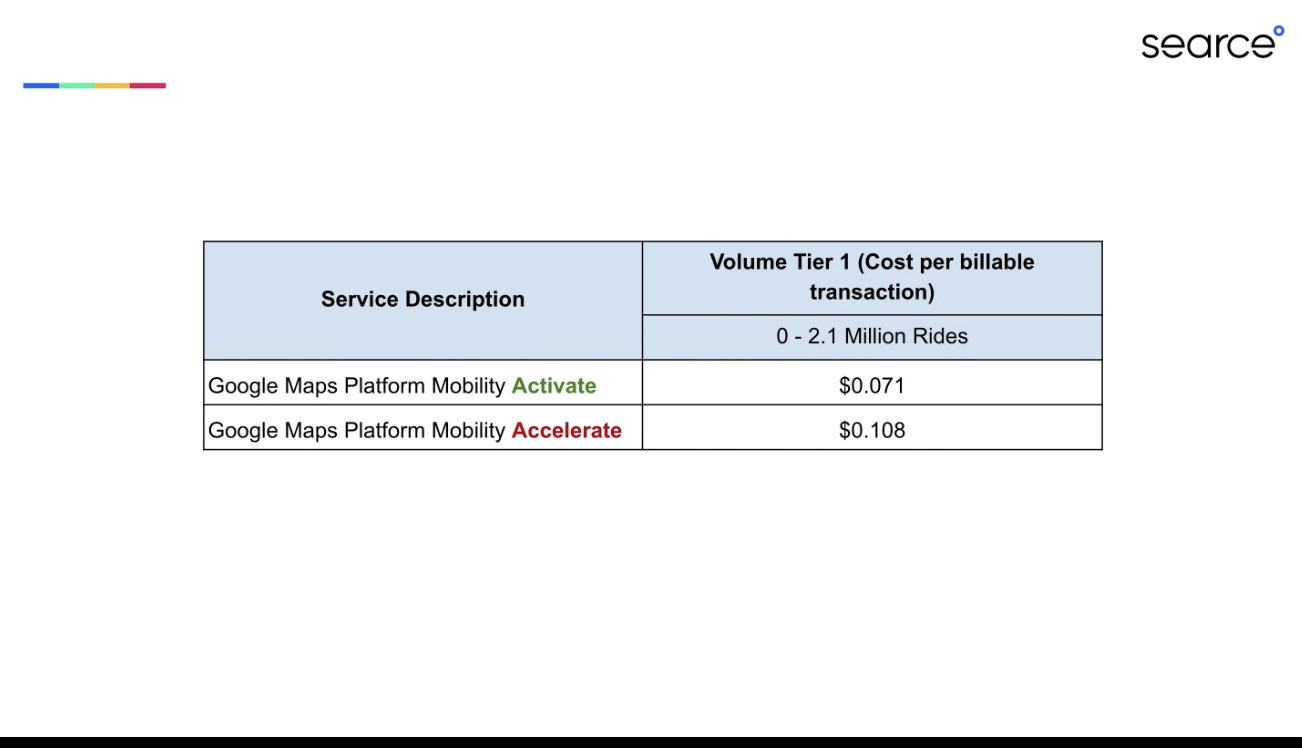 searce
Service Description
Volume Tier 1 (Cost per billable
transaction)
0 - 2.1 Million Rides
Google Maps Platform Mobility Activate
$0.071
Google Maps Platform Mobility Accelerate
$0.108